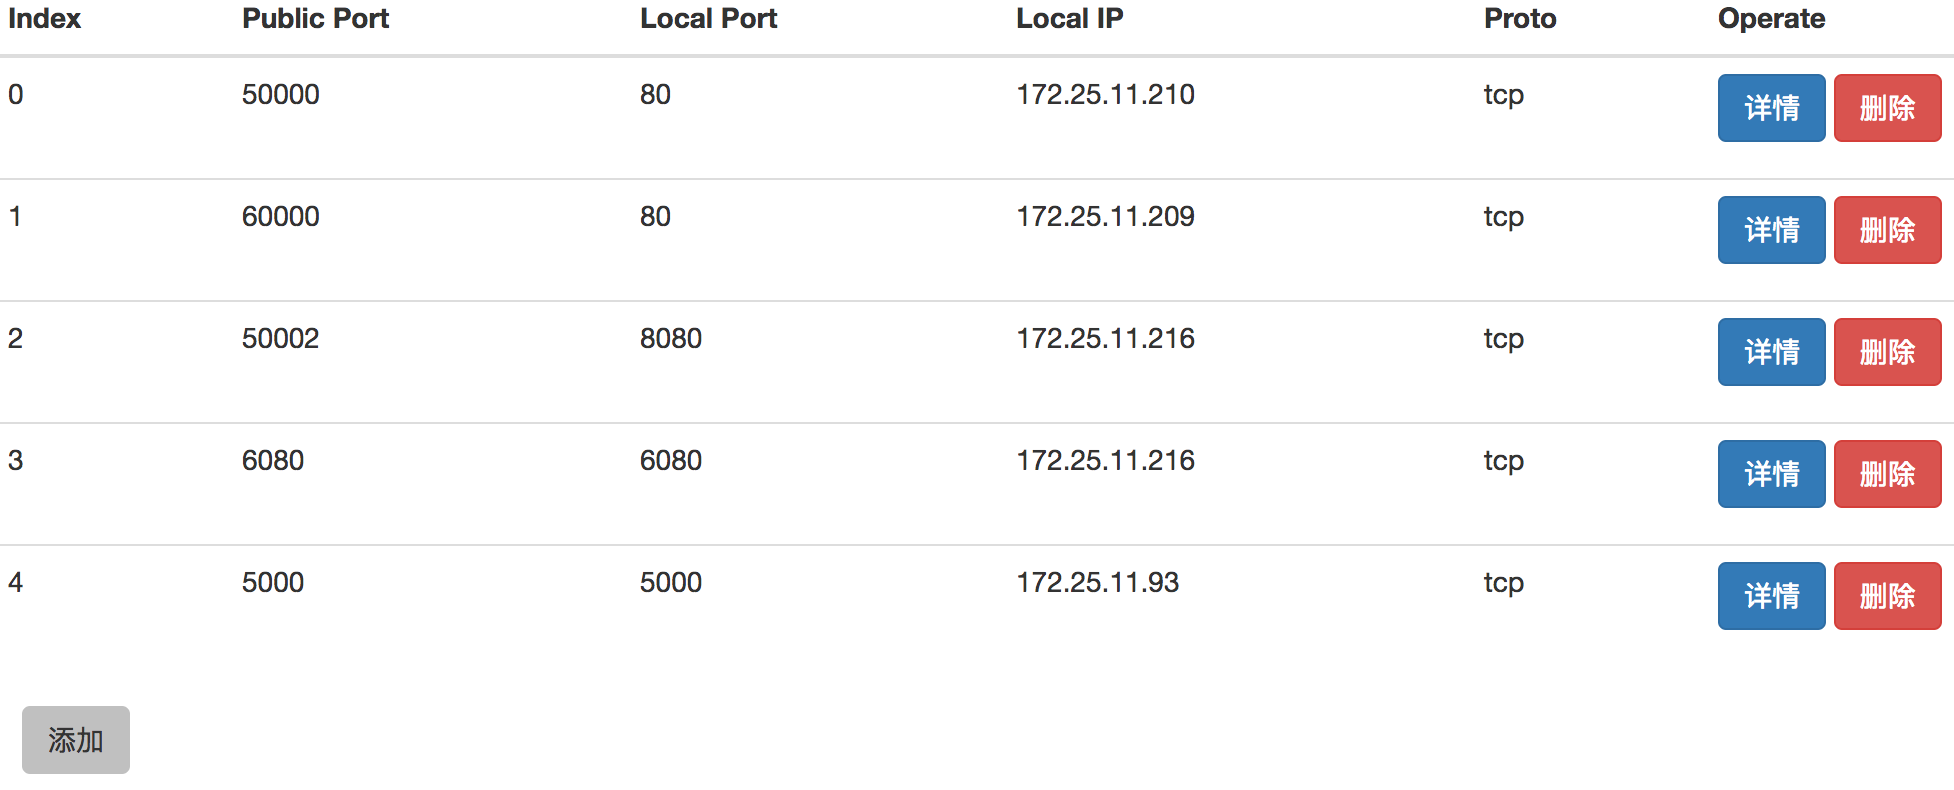 Index Public Port Local Port Local IP Proto Operate
0 50000 80 172.25.11.210 tcp 详情 删除
1 60000 80 172.25.11.209 tcp 详情 删除
2 50002 8080 172.25.11.216 tcp 详情 删除
3 6080 6080 172.25.11.216 tcp 详情 删除
4 5000 5000 172.25.11.93 tcp 详情 删除
添加